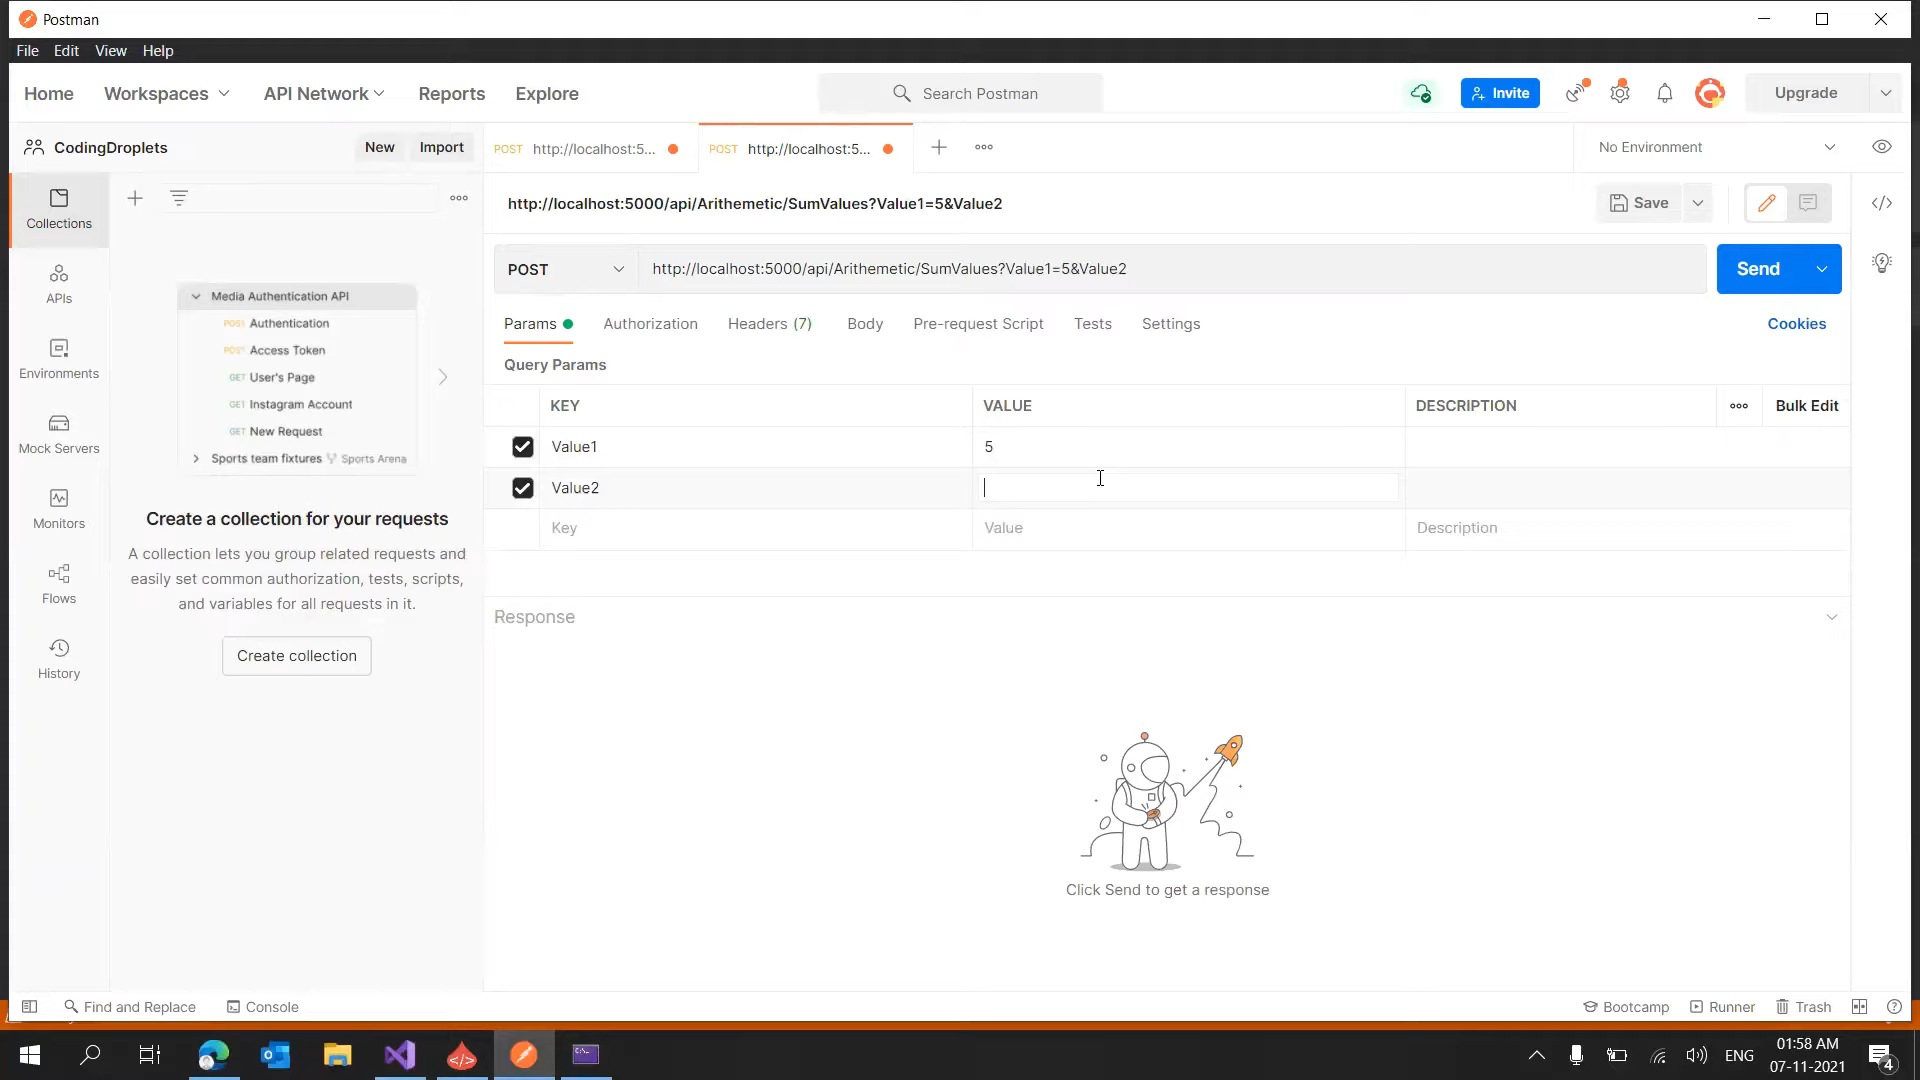 Postman
File Edit View Help
Home Workspaces API Network Reports Explore Search Postman Invite Upgrade
CodingDroplets New Import POST http://localhost:5... POST http://localhost:5... No Environment
http://localhost:5000/api/Arithemetic/SumValues?Value1=5&Value2 Save
POST http://localhost:5000/api/Arithemetic/SumValues?Value1=5&Value2 Send
Params Authorization Headers (7) Body Pre-request Script Tests Settings Cookies
Query Params
KEY VALUE DESCRIPTION Bulk Edit
Value1 5
Value2
Key Value Description
Response
Click Send to get a response
Collections
APIs
Environments
Mock Servers
Monitors
Flows
History
Media Authentication API
POST Authentication
POST Access Token
GET User's Page
GET Instagram Account
GET New Request
Sports team fixtures Sports Arena
Create a collection for your requests
A collection lets you group related requests and
easily set common authorization, tests, scripts,
and variables for all requests in it.
Create collection
Find and Replace Console Bootcamp Runner Trash
ENG 01:58 AM
07-11-2021 4